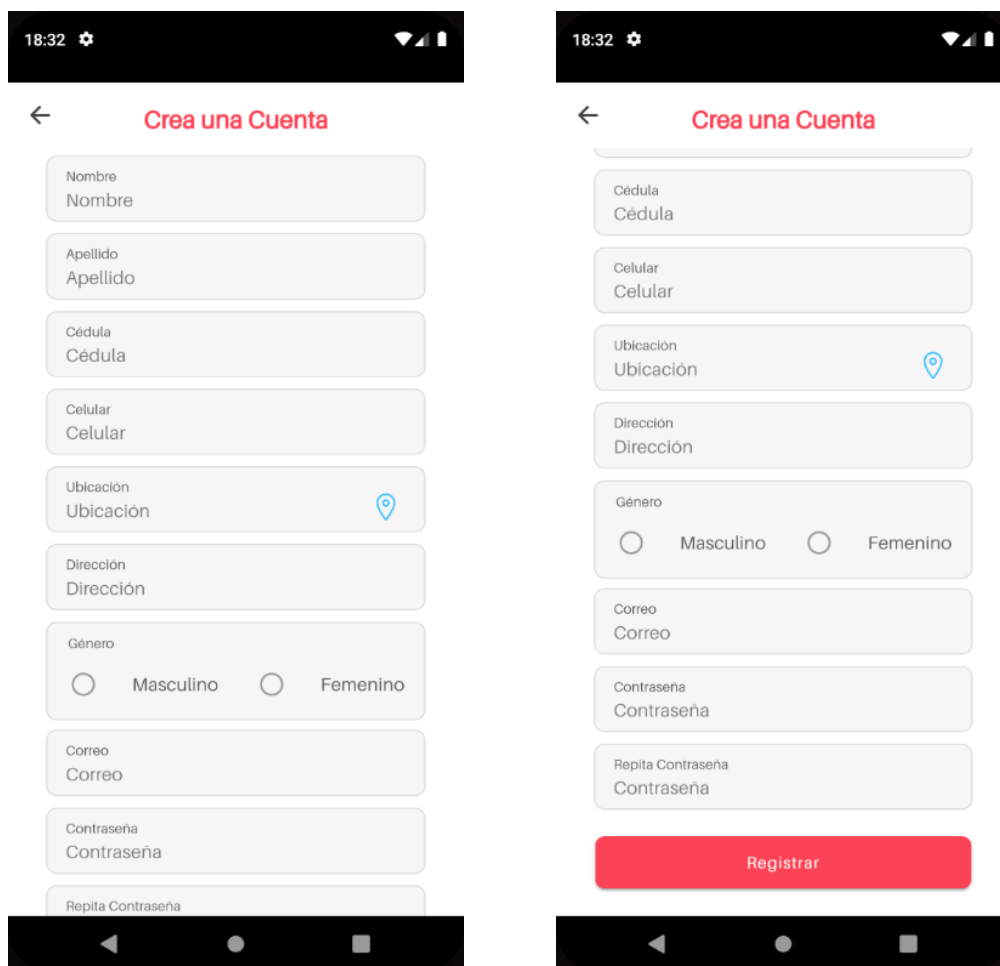 18:32
Crea una Cuenta
Nombre
Nombre
Apellido
Apellido
Cédula
Cédula
Celular
Celular
Ubicación
Ubicación
Dirección
Dirección
Género
Masculino Femenino
Correo
Correo
Contraseña
Contraseña
Repita Contraseña
18:32
Crea una Cuenta
Cédula
Cédula
Celular
Celular
Ubicación
Ubicación
Dirección
Dirección
Género
Masculino Femenino
Correo
Correo
Contraseña
Contraseña
Repita Contraseña
Contraseña
Registrar